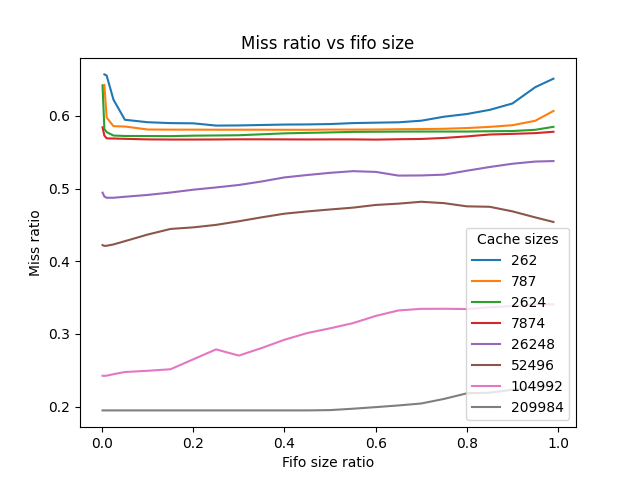 Miss ratio vs fifo size
Miss ratio
0.6
0.5
0.4
0.3
0.2
Cache sizes
262
787
2624
7874
26248
52496
104992
209984
0.0 0.2 0.4 0.6 0.8 1.0
Fifo size ratio